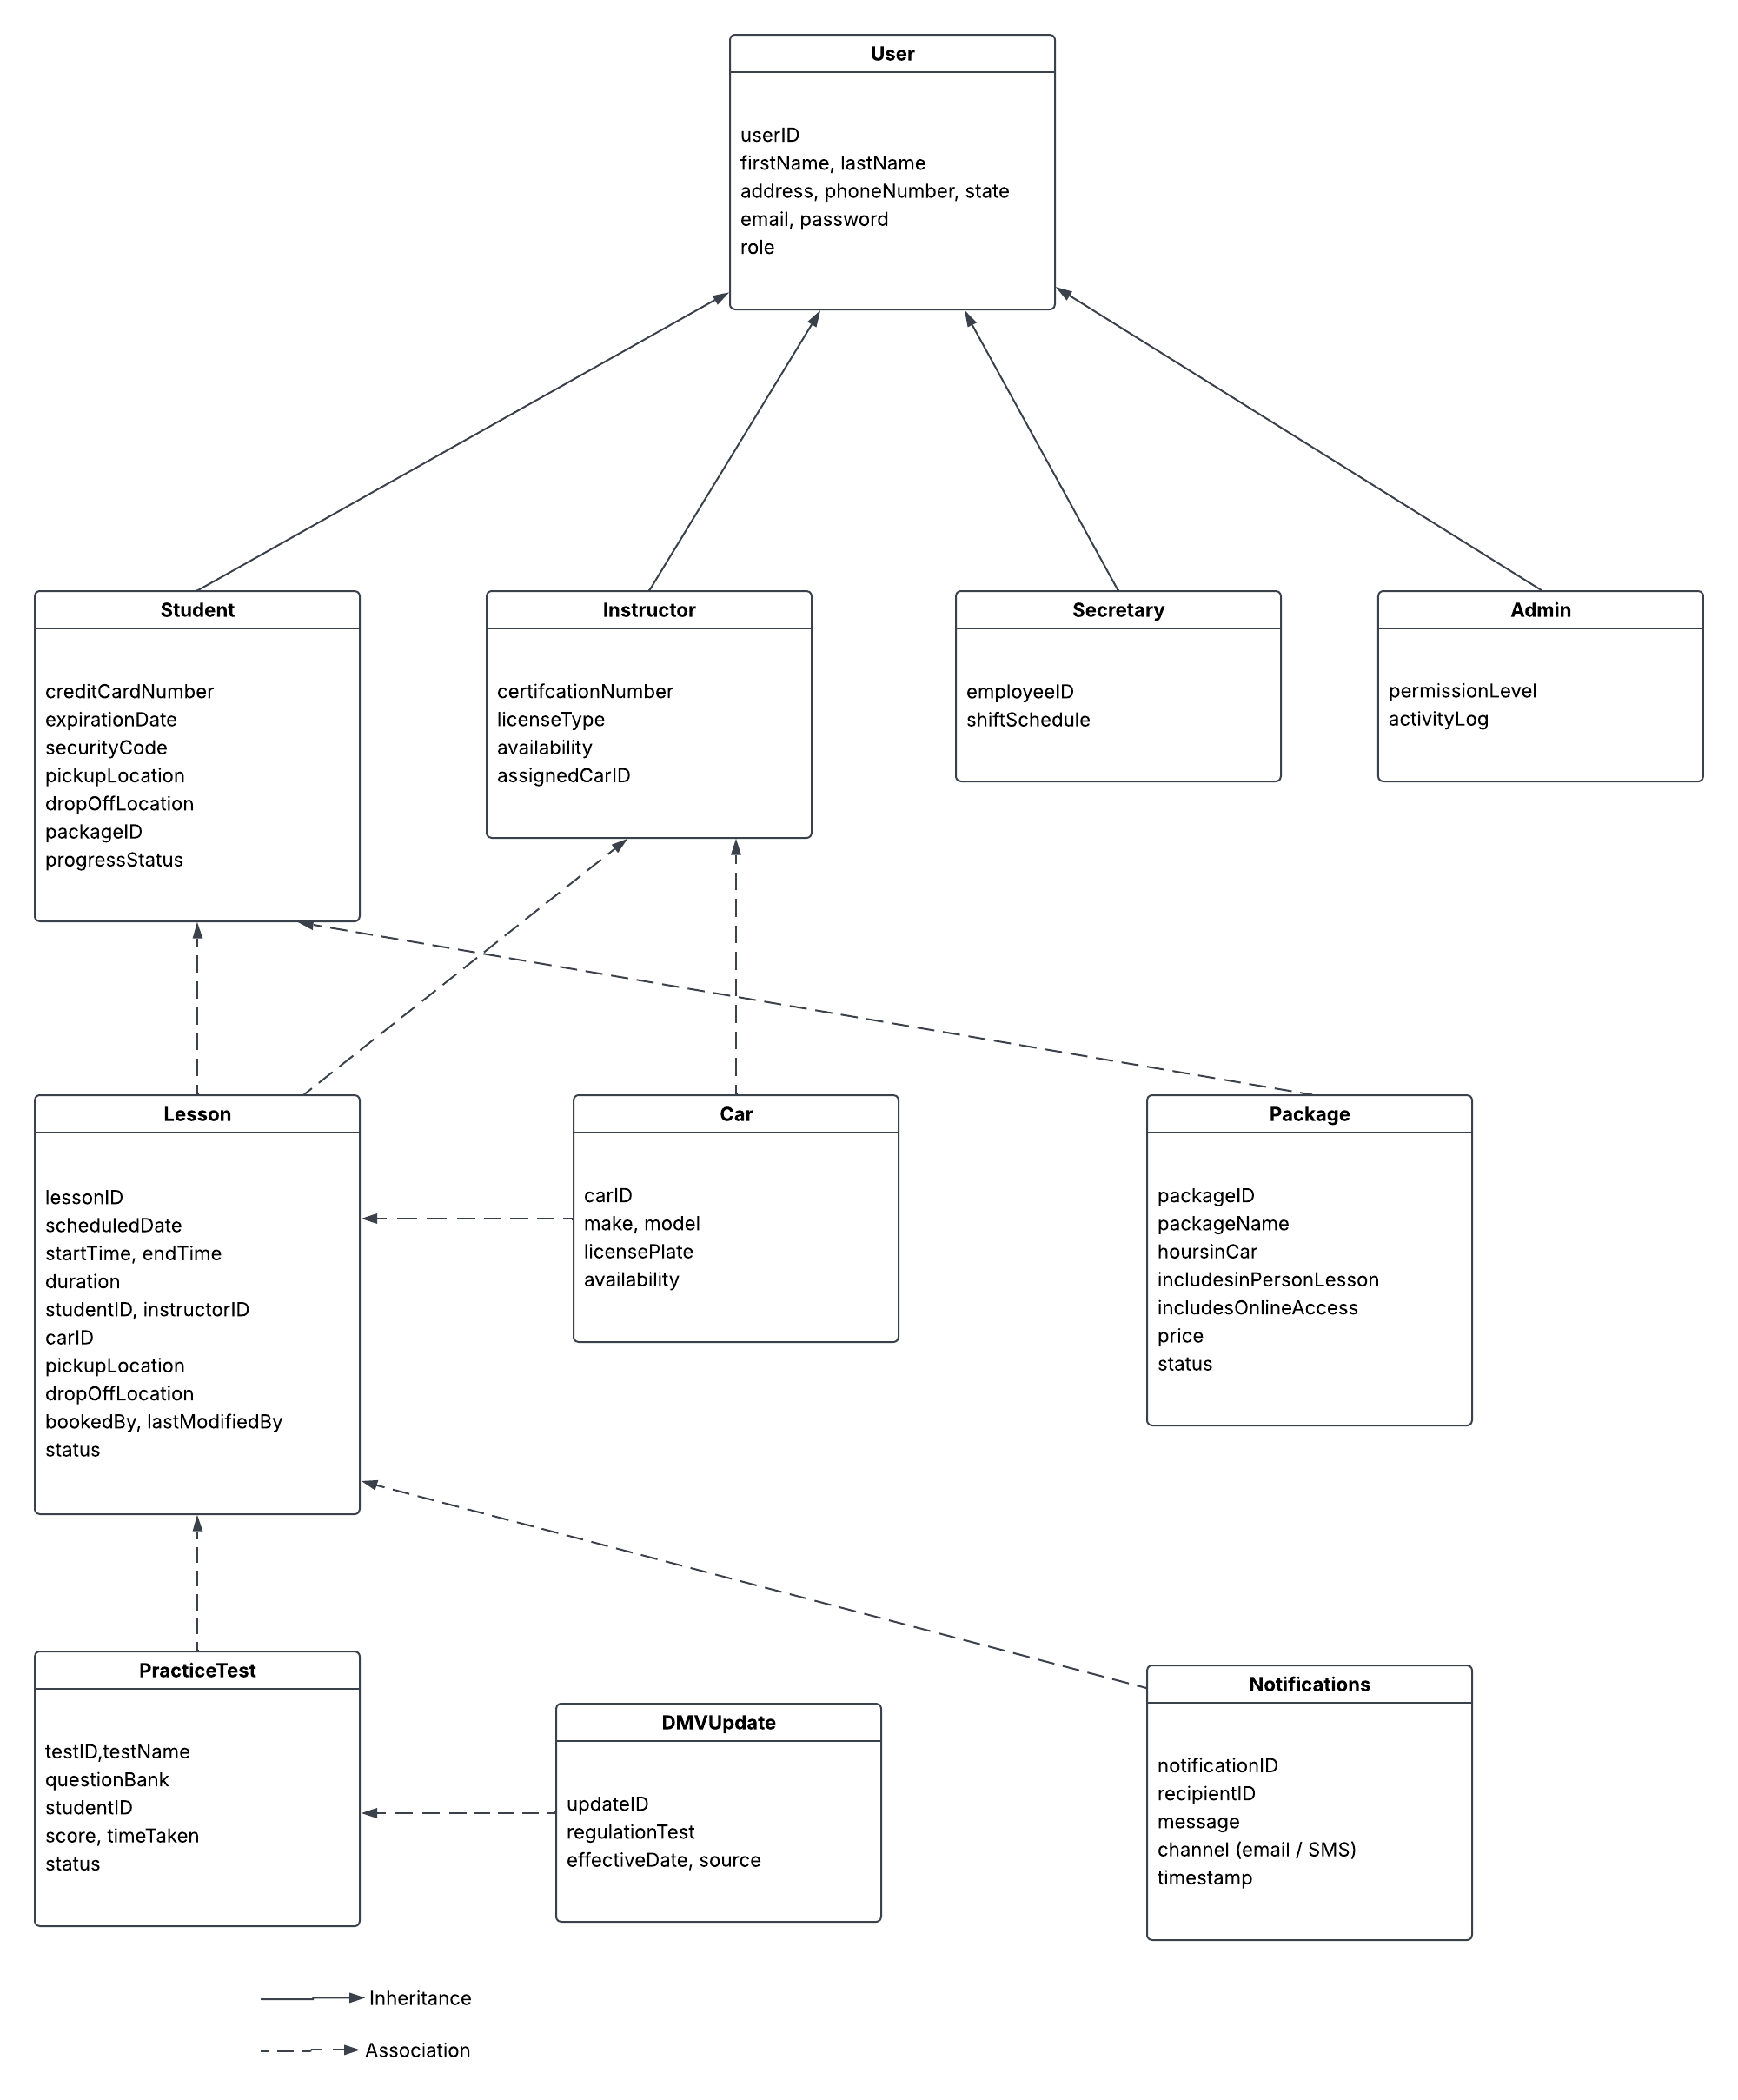 User
userID
firstName, lastName
address, phoneNumber, state
email, password
role
Student
creditCardNumber
expirationDate
securityCode
pickupLocation
dropOffLocation
packageID
progressStatus
Instructor
certifcationNumber
licenseType
availability
assignedCarID
Secretary
employeeID
shiftSchedule
Admin
permissionLevel
activityLog
Lesson
lessonID
scheduledDate
startTime, endTime
duration
studentID, instructorID
carID
pickupLocation
dropOffLocation
bookedBy, lastModifiedBy
status
Car
carID
make, model
licensePlate
availability
Package
packageID
packageName
hoursinCar
includesinPersonLesson
includesOnlineAccess
price
status
PracticeTest
testID,testName
questionBank
studentID
score, timeTaken
status
DMVUpdate
updateID
regulationTest
effectiveDate, source
Notifications
notificationID
recipientID
message
channel (email / SMS)
timestamp
Inheritance
Association